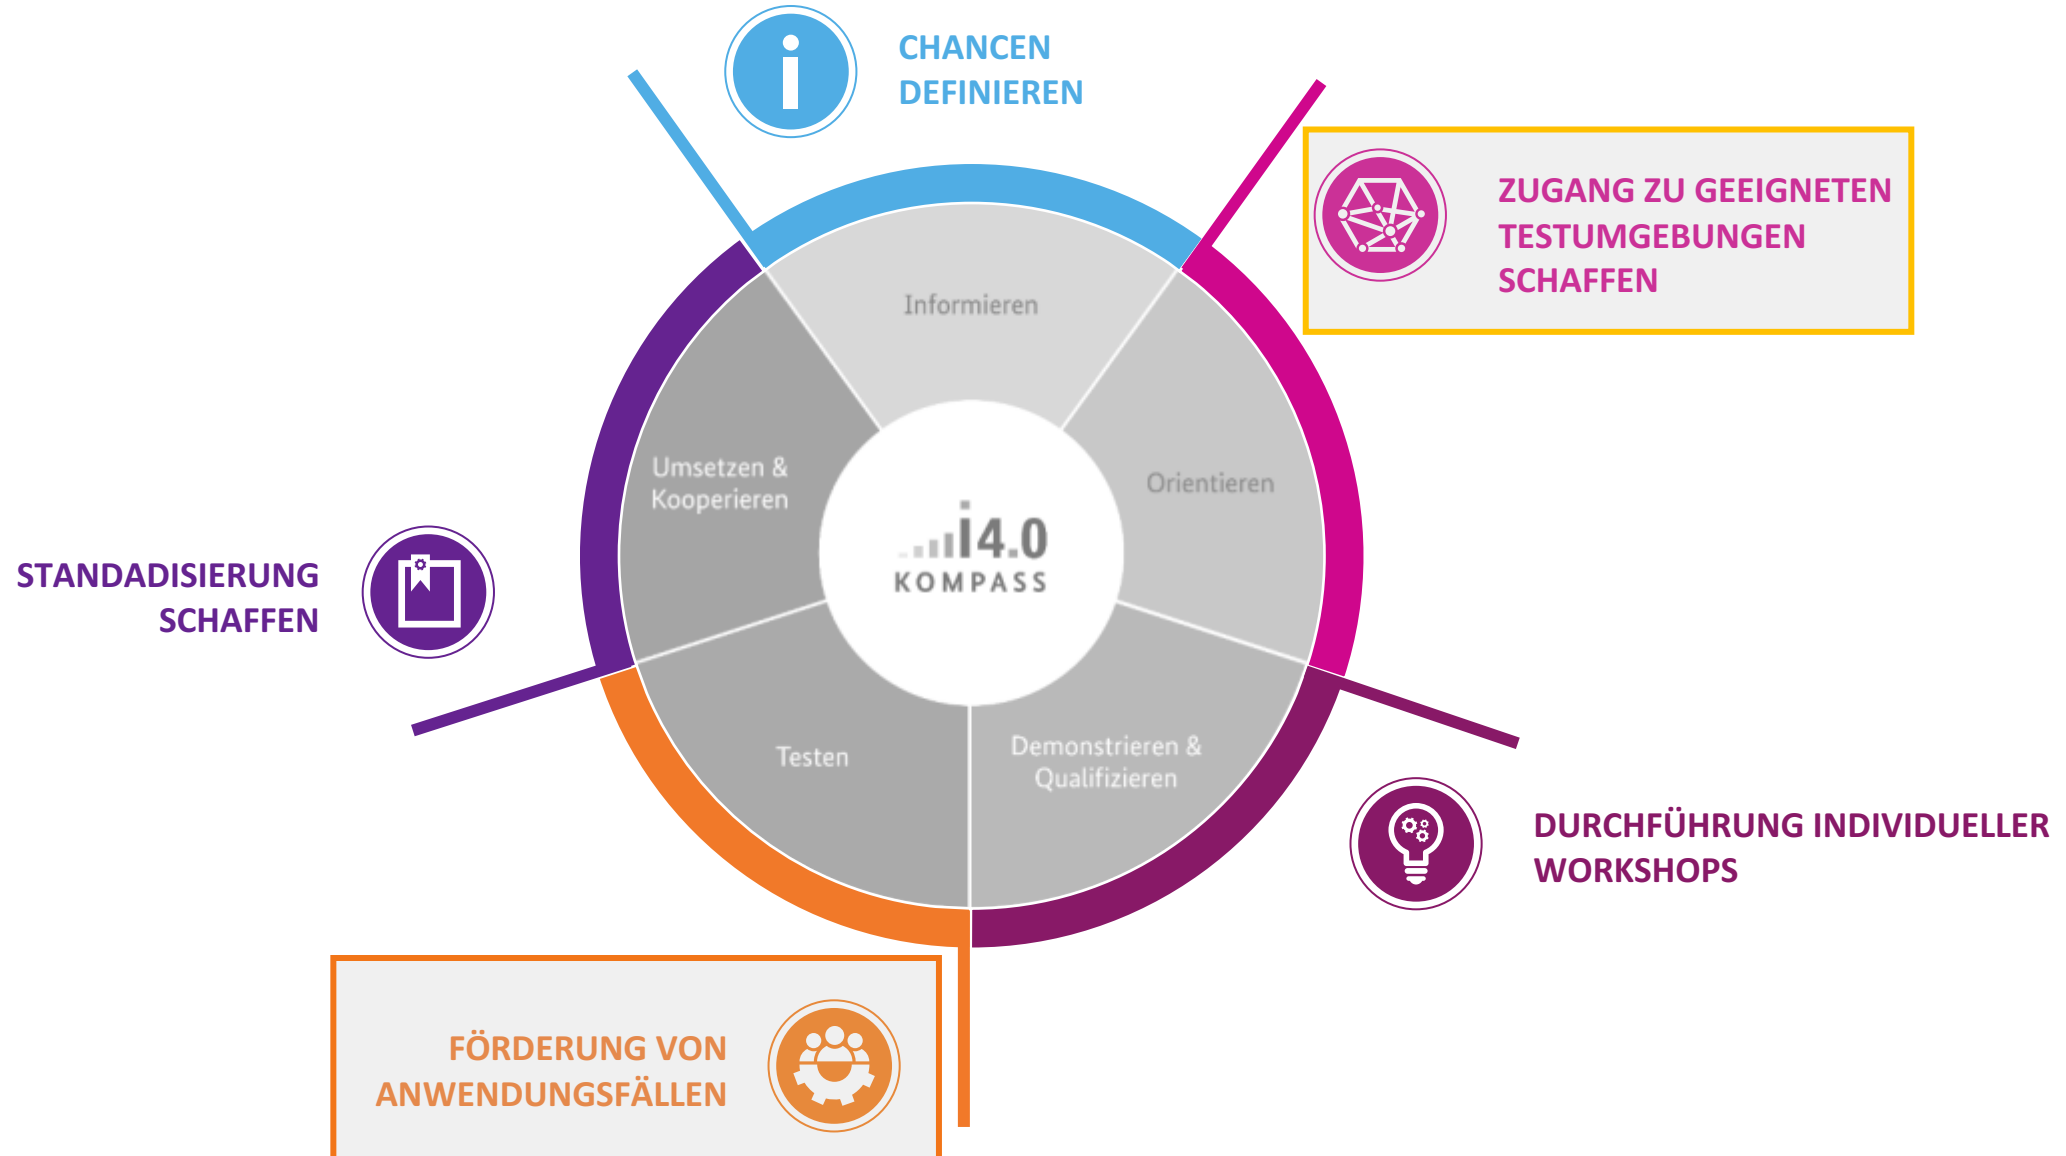 CHANCEN
DEFINIEREN
ZUGANG ZU GEEIGNETEN
TESTUMGEBUNGEN
SCHAFFEN
Informieren
Orientieren
Umsetzen &
Kooperieren
i4.0
KOMPASS
STANDADISIERUNG
SCHAFFEN
Testen
Demonstrieren &
Qualifizieren
DURCHFÜHRUNG INDIVIDUELLER
WORKSHOPS
FÖRDERUNG VON
ANWENDUNGSFÄLLEN